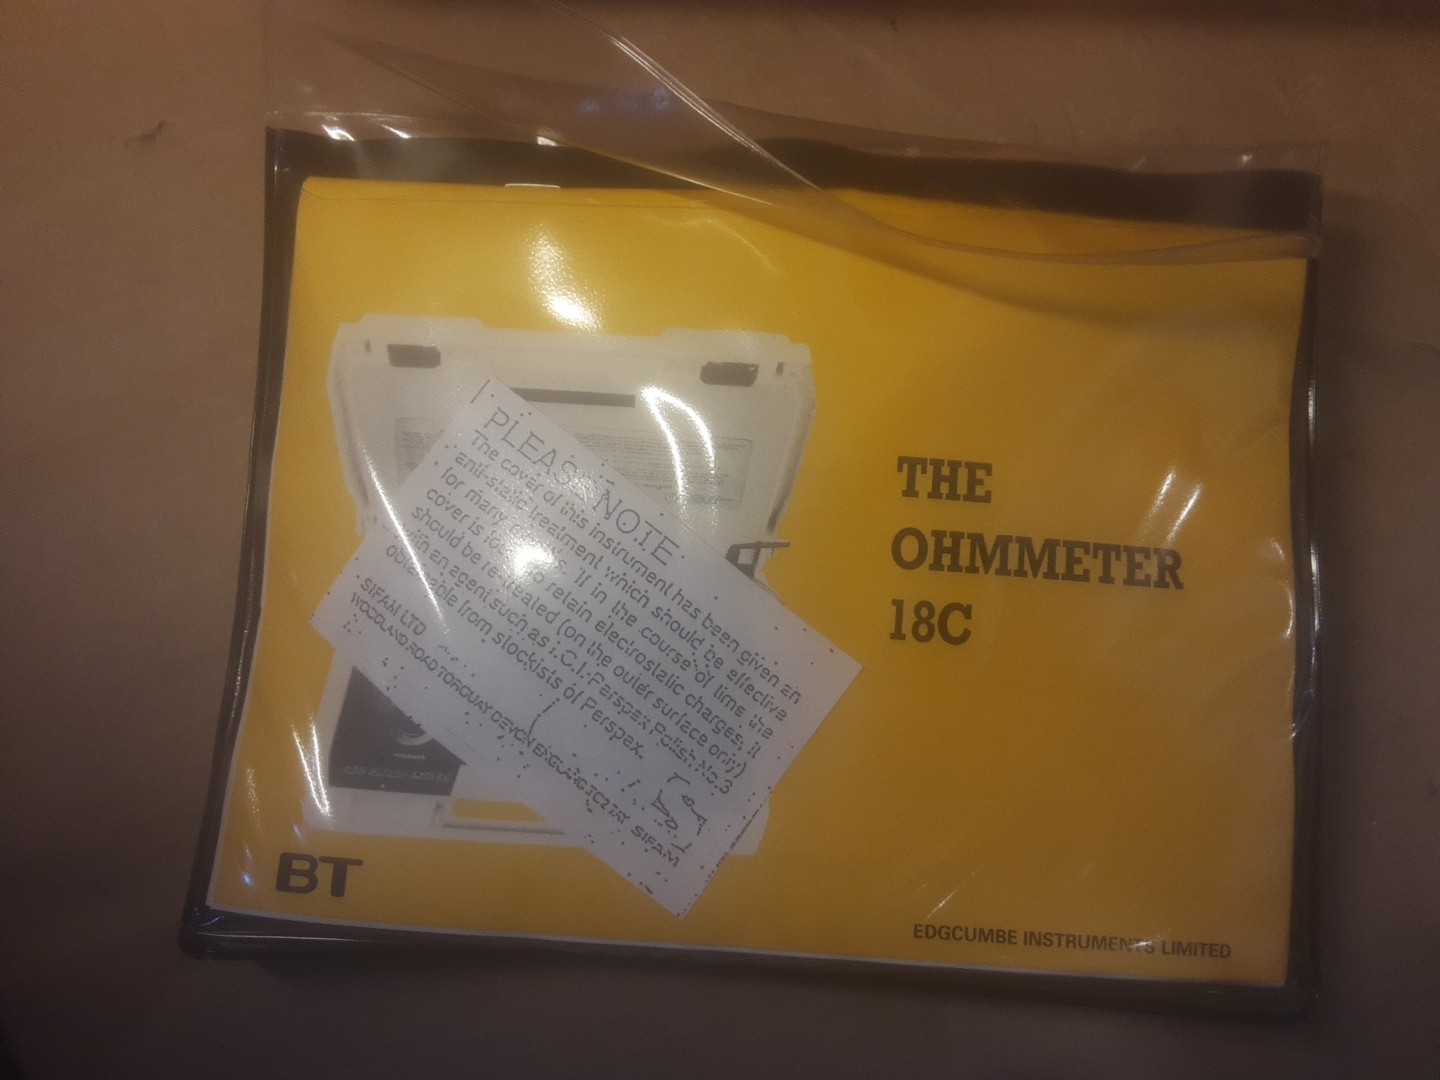 PLEASE NOTE
The cover of this instrument has been given an
anti-static treatment which should be effective
for many If in the course of time the
cover is to retain electrostatic charges, it
should be re-treated (on the outer surface only)
with an agent such as I.C.I. Perspex Polish No. 3
obtainable from stockists of Perspex.
SIFAM LTD
WOODLAND ROAD TORQUAY DEVON ENGLAND SIFAM
THE
OHMMETER
18C
BT
EDGCUMBE INSTRUMENTS LIMITED